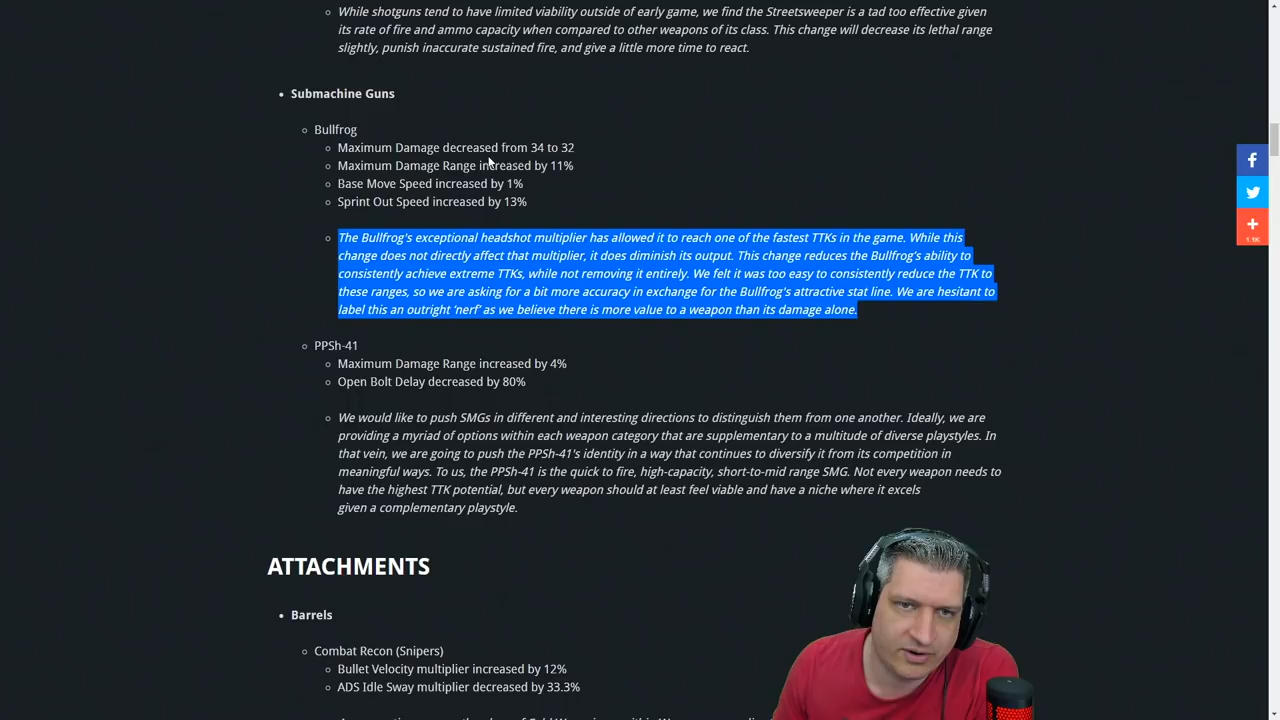 While shotguns tend to have limited viability outside of early game, we find the Streetsweeper is a tad too effective given
its rate of fire and ammo capacity when compared to other weapons of its class. This change will decrease its lethal range
slightly, punish inaccurate sustained fire, and give a little more time to react.
Submachine Guns
Bullfrog
Maximum Damage decreased from 34 to 32
Maximum Damage Range increased by 11%
Base Move Speed increased by 1%
Sprint Out Speed increased by 13%
The Bullfrog's exceptional headshot multiplier has allowed it to reach one of the fastest TTKs in the game. While this
change does not directly affect that multiplier, it does diminish its output. This change reduces the Bullfrog's ability to
consistently achieve extreme TTKs, while not removing it entirely. We felt it was too easy to consistently reduce the TTK to
these ranges, so we are asking for a bit more accuracy in exchange for the Bullfrog's attractive stat line. We are hesitant to
label this an outright ‘nerf’ as we believe there is more value to a weapon than its damage alone.
PPSh-41
Maximum Damage Range increased by 4%
Open Bolt Delay decreased by 80%
We would like to push SMGs in different and interesting directions to distinguish them from one another. Ideally, we are
providing a myriad of options within each weapon category that are supplementary to a multitude of diverse playstyles. In
that vein, we are going to push the PPSh-41's identity in a way that continues to diversify it from its competition in
meaningful ways. To us, the PPSh-41 is the quick to fire, high-capacity, short-to-mid range SMG. Not every weapon needs to
have the highest TTK potential, but every weapon should at least feel viable and have a niche where it excels
given a complementary playstyle.
ATTACHMENTS
Barrels
Combat Recon (Snipers)
Bullet Velocity multiplier increased by 12%
ADS Idle Sway multiplier decreased by 33.3%
1.1K